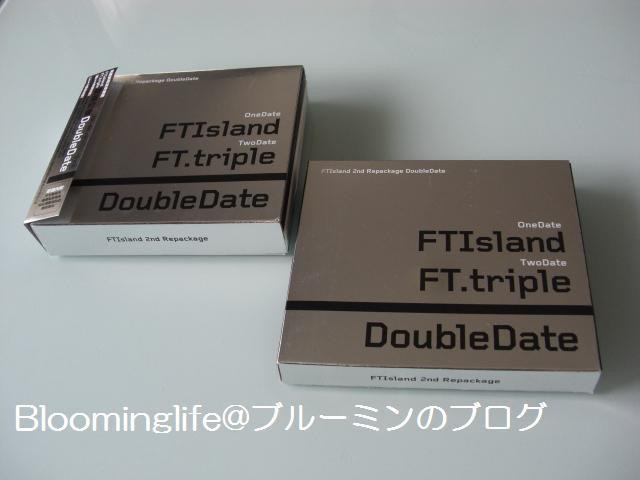 Repackage DoubleDate
OneDate
FTIsland
TwoDate
FT.triple
DoubleDate
FTIsland 2nd Repackage
DoubleDate
FTIsland 2nd Repackage DoubleDate
OneDate
FTIsland
TwoDate
FT.triple
DoubleDate
FTIsland 2nd Repackage
Bloominglife@ブルーミンのブログ